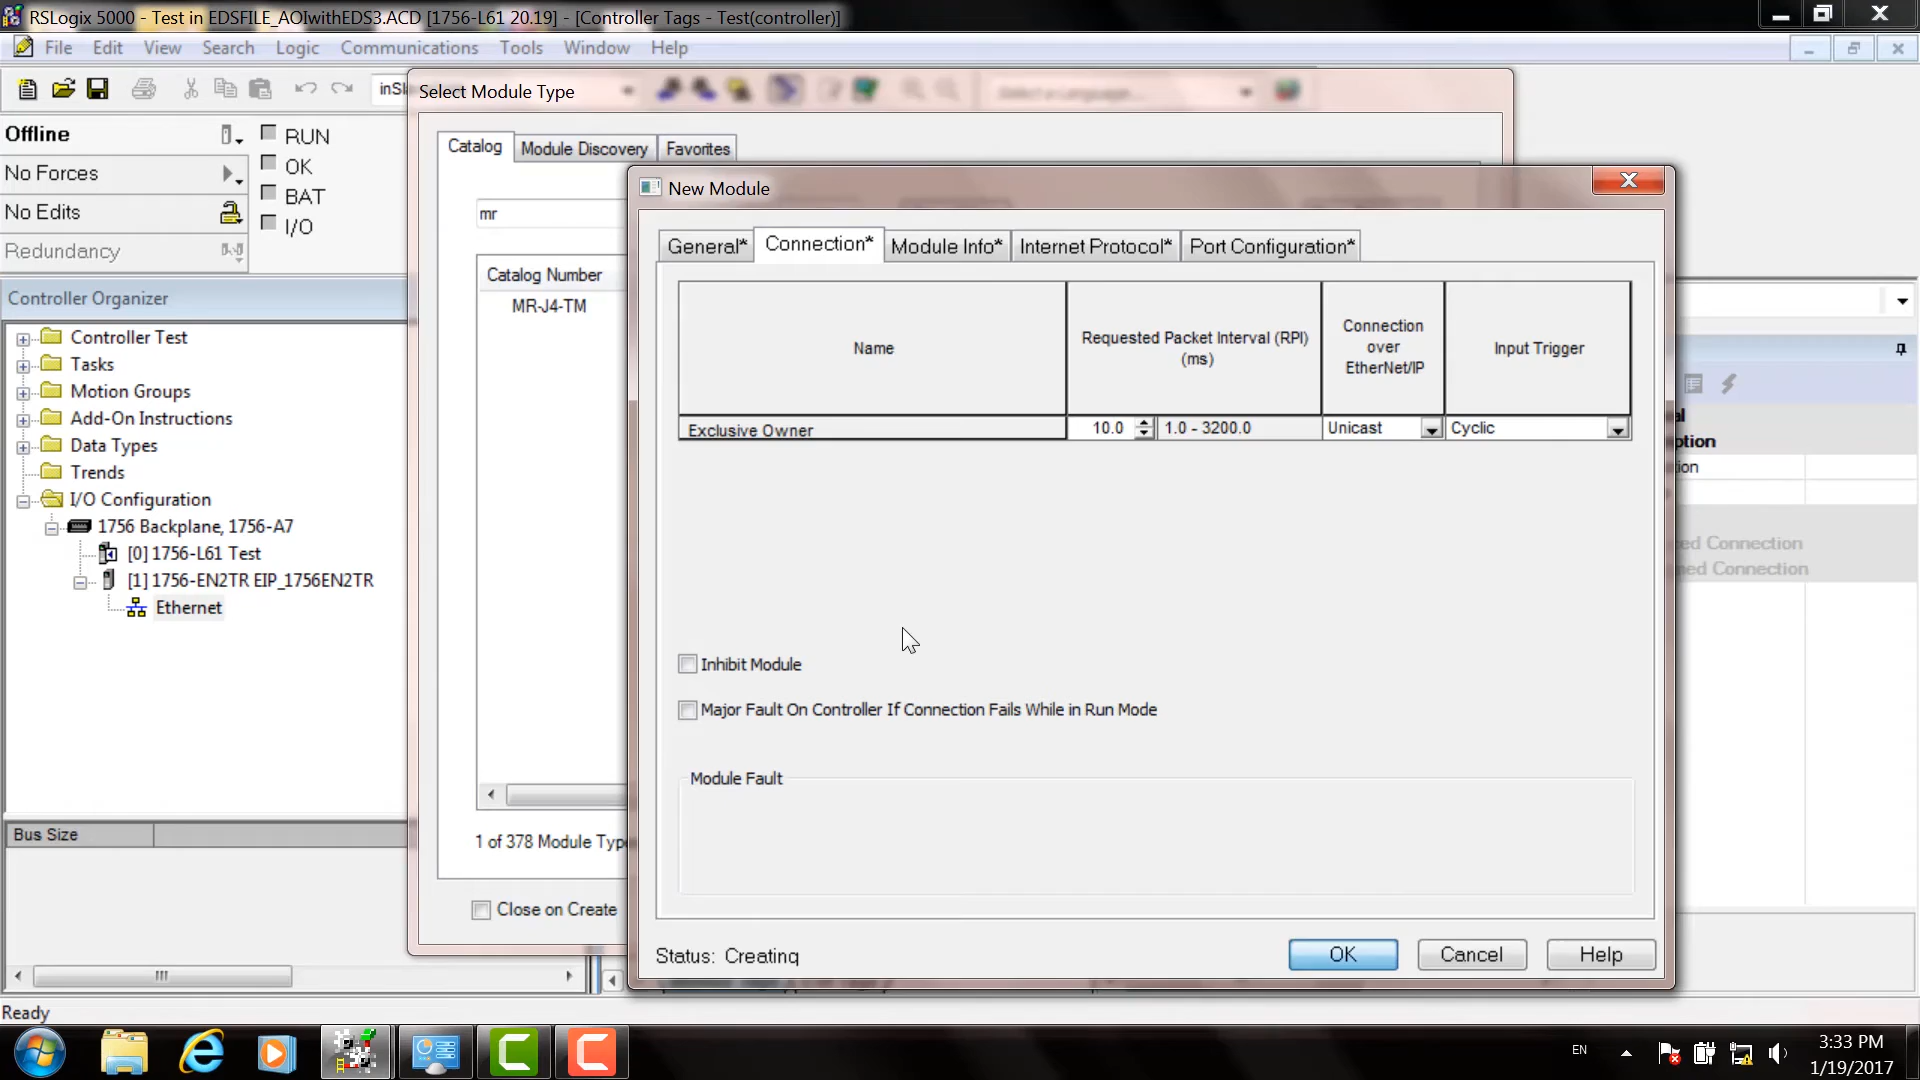 RSLogix 5000 - Test in EDSFILE_AOIwithEDS3.ACD [1756-L61 20.19] - [Controller Tags - Test(controller)]
File Edit View Search Logic Communications Tools Window Help
Select Module Type
Select a Language...
Offline
RUN
No Forces
OK
No Edits
BAT
Redundancy
I/O
Catalog Module Discovery Favorites
mr
Catalog Number
MR-J4-TM
1 of 378 Module
Close on Create
New Module
General* Connection* Module Info* Internet Protocol* Port Configuration*
Name
Requested Packet Interval (RPI) (ms)
Connection over EtherNet/IP
Input Trigger
Exclusive Owner 10.0 1.0 - 3200.0 Unicast Cyclic
Inhibit Module
Major Fault On Controller If Connection Fails While in Run Mode
Module Fault
Status: Creating
OK Cancel Help
Controller Organizer
Controller Test
Tasks
Motion Groups
Add-On Instructions
Data Types
Trends
I/O Configuration
1756 Backplane, 1756-A7
[0] 1756-L61 Test
[1] 1756-EN2TR EIP_1756EN2TR
Ethernet
Bus Size
Connection
Connection
Ready
EN
3:33 PM
1/19/2017